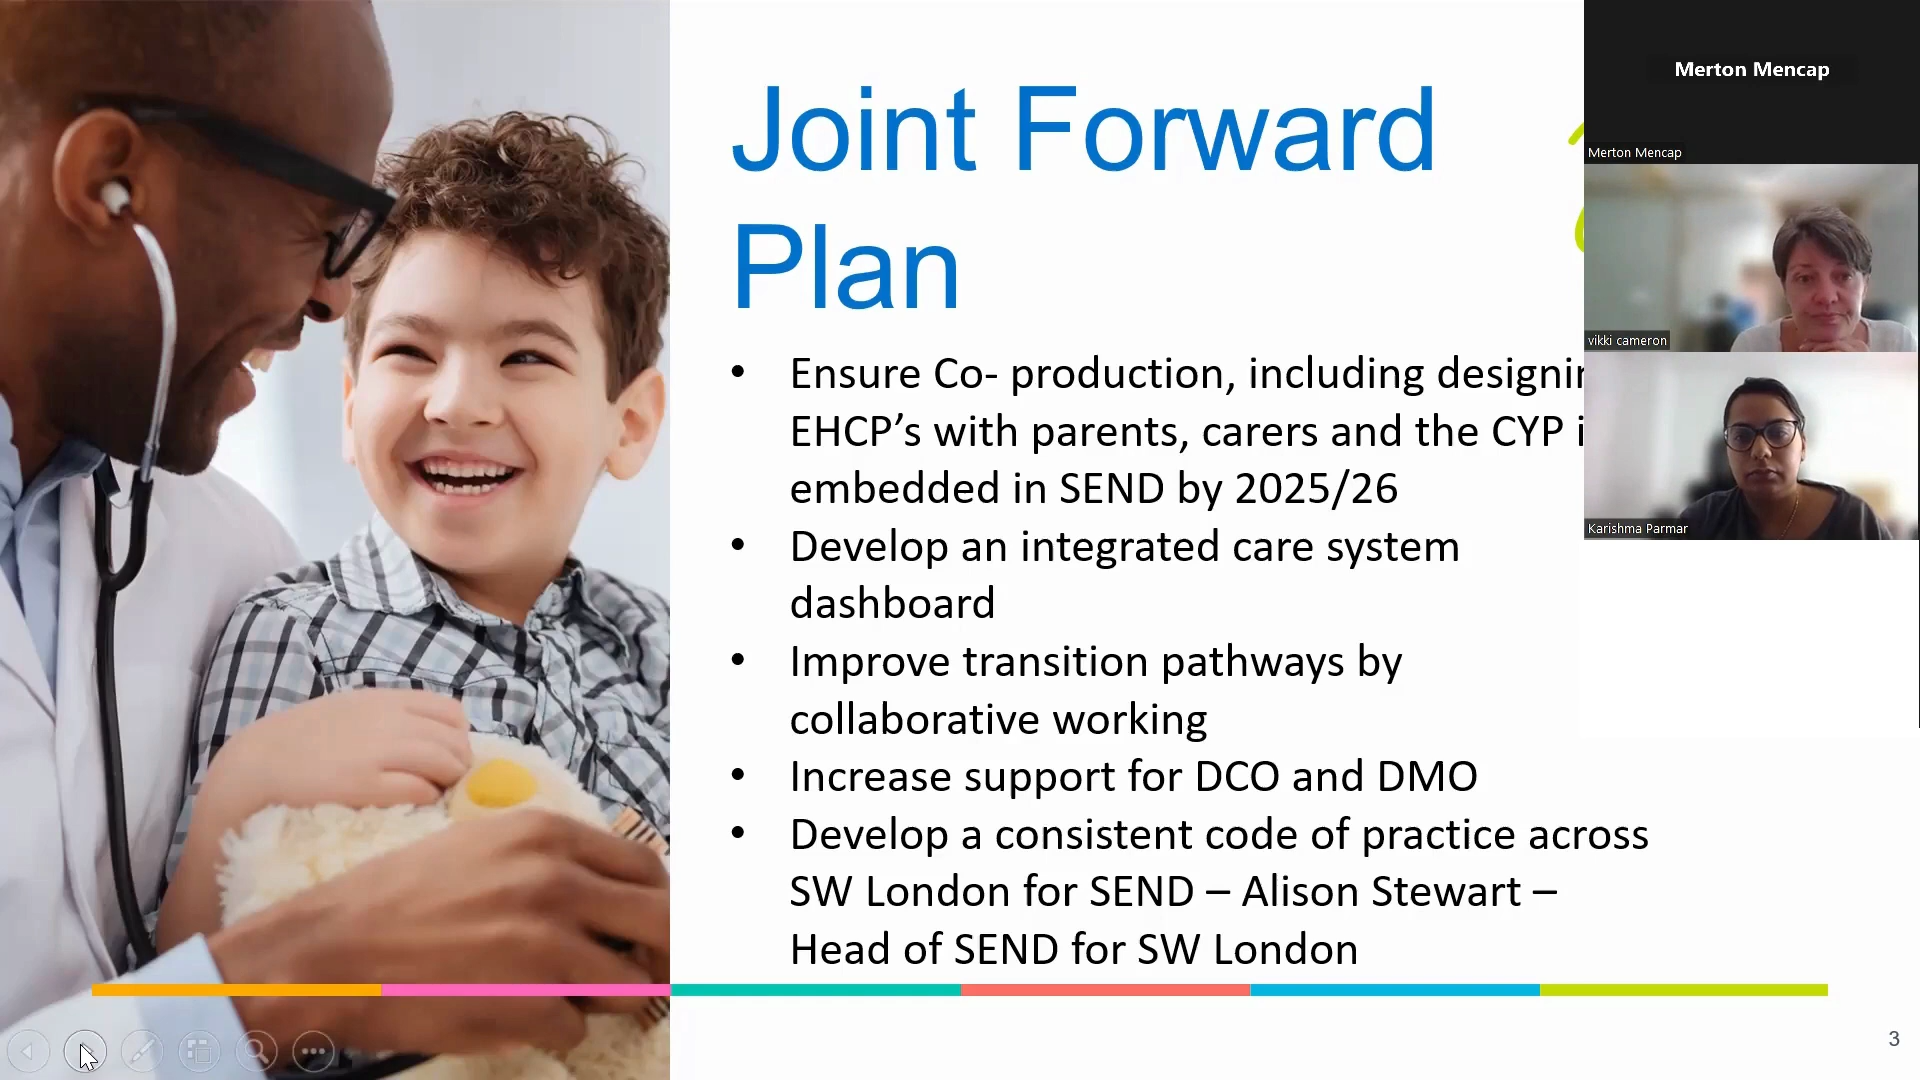 Joint Forward
Plan
• Ensure Co- production, including
EHCP’s with parents, carers and the CYP
embedded in SEND by 2025/26
• Develop an integrated care system
dashboard
• Improve transition pathways by
collaborative working
• Increase support for DCO and DMO
• Develop a consistent code of practice across
SW London for SEND – Alison Stewart –
Head of SEND for SW London
3
Merton Mencap
Merton Mencap
vikki cameron
Karishma Parmar